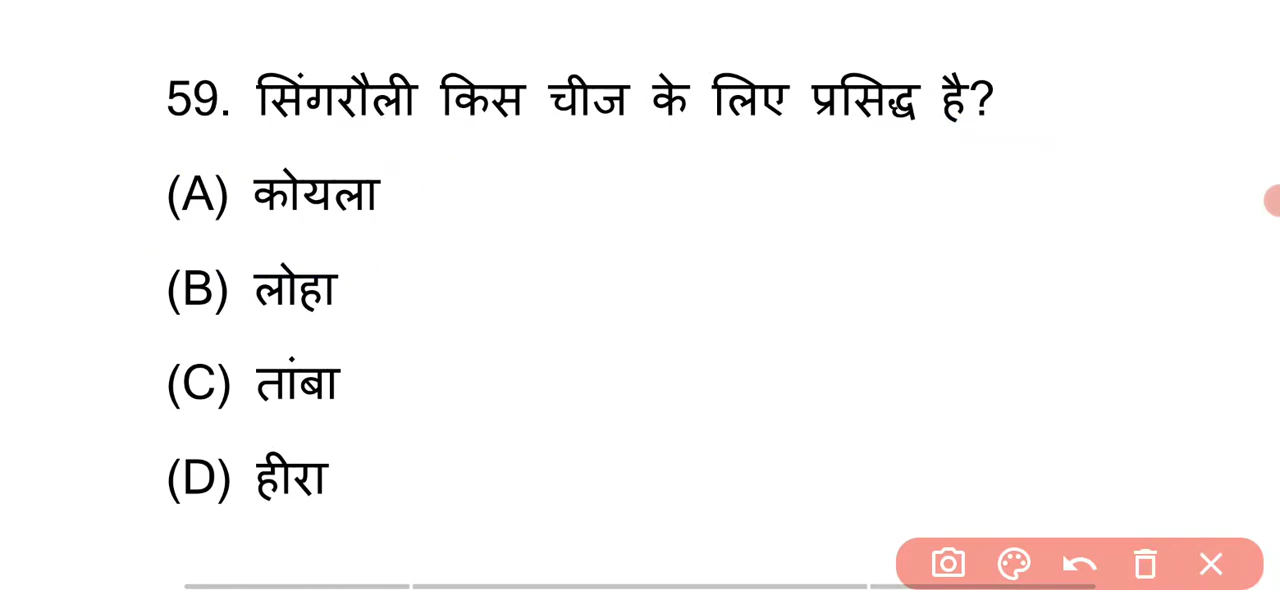 59. सिंगरौली किस चीज के लिए प्रसिद्ध है?
(A) कोयला
(B) लोहा
(C) तांबा
(D) हीरा